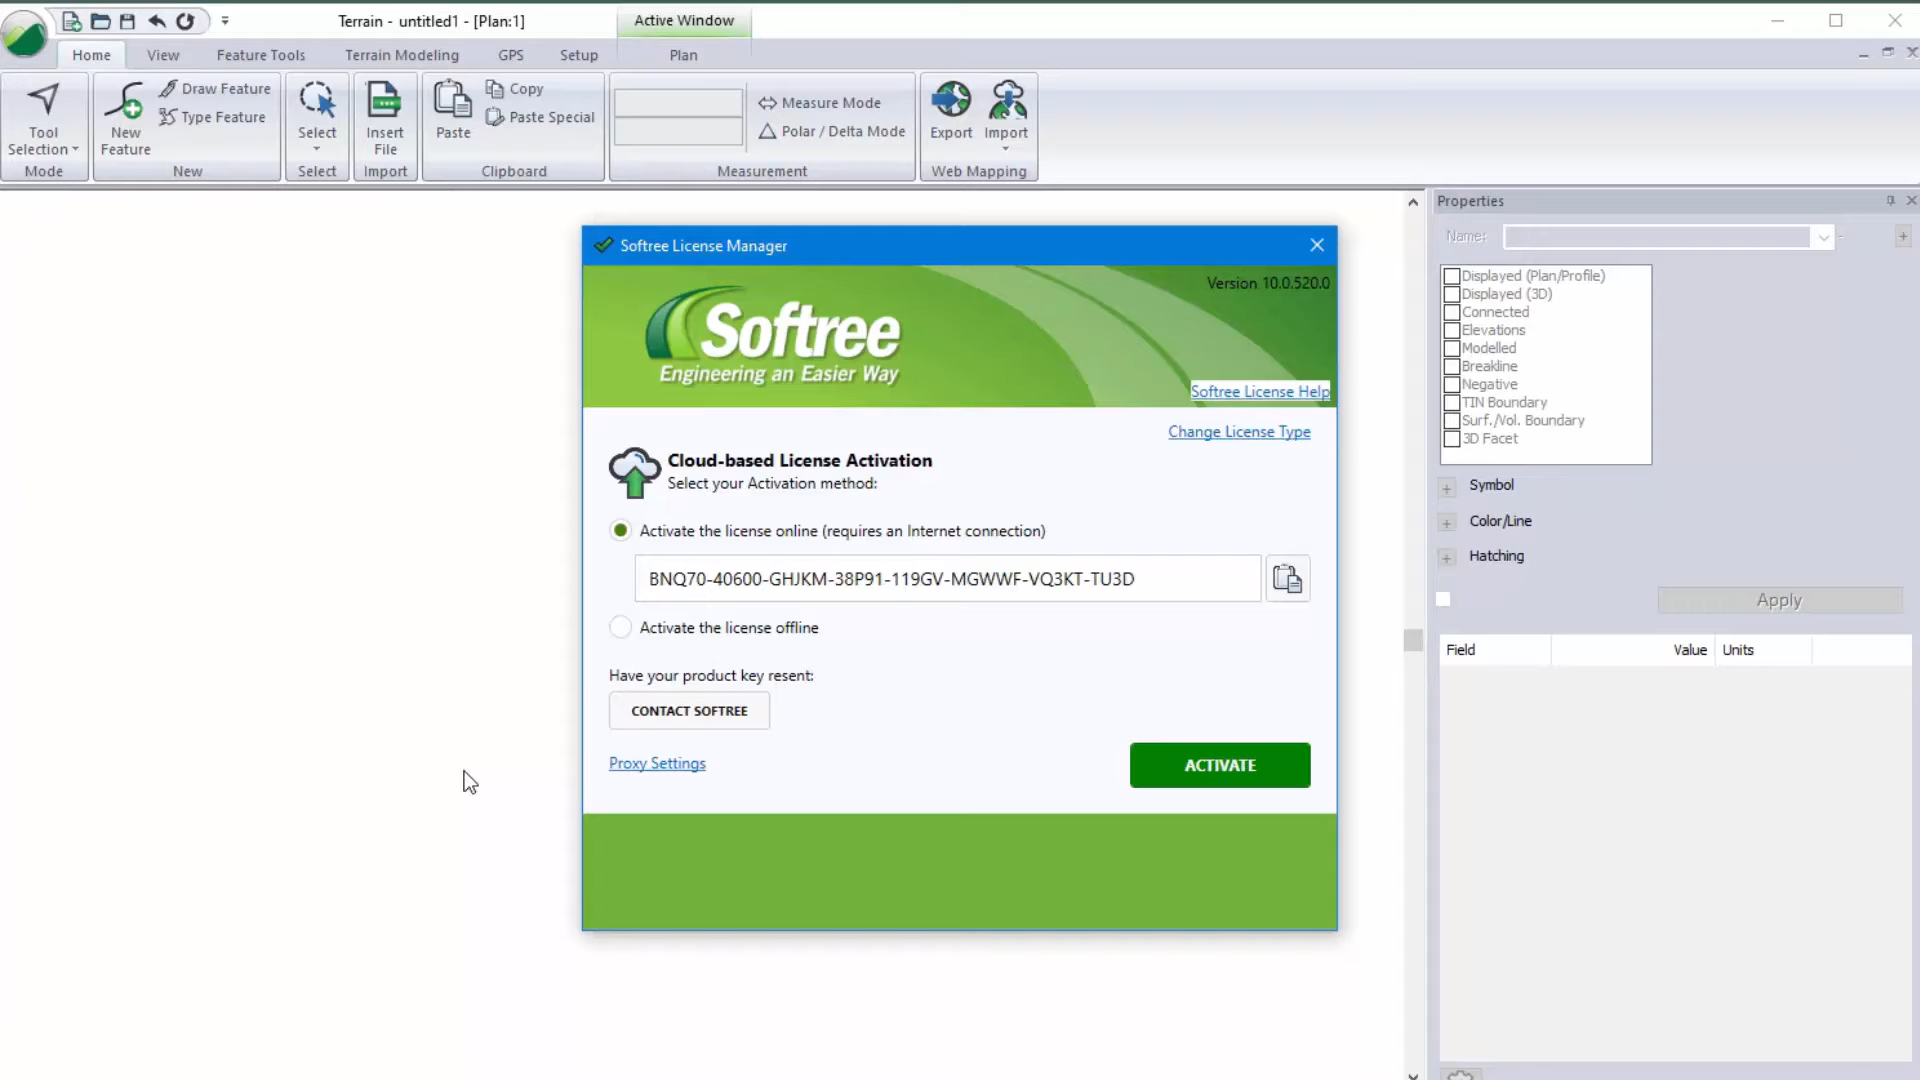 Terrain - untitled1 - [Plan:1]
Active Window
Home
View
Feature Tools
Terrain Modeling
GPS
Setup
Plan
Tool
Selection
Mode
New
Feature
Draw Feature
Type Feature
New
Select
Select
Insert
File
Import
Paste
Copy
Paste Special
Clipboard
Measure Mode
Polar / Delta Mode
Measurement
Export
Import
Web Mapping
Properties
Name:
Displayed (Plan/Profile)
Displayed (3D)
Connected
Elevations
Modelled
Breakline
Negative
TIN Boundary
Surf./Vol. Boundary
3D Facet
Symbol
Color/Line
Hatching
Apply
Field
Value
Units
Softree License Manager
Version 10.0.520.0
Softree
Engineering an Easier Way
Softree License Help
Change License Type
Cloud-based License Activation
Select your Activation method:
Activate the license online (requires an Internet connection)
BNQ70-40600-GHJKM-38P91-119GV-MGWWF-VQ3KT-TU3D
Activate the license offline
Have your product key resent:
CONTACT SOFTREE
Proxy Settings
ACTIVATE